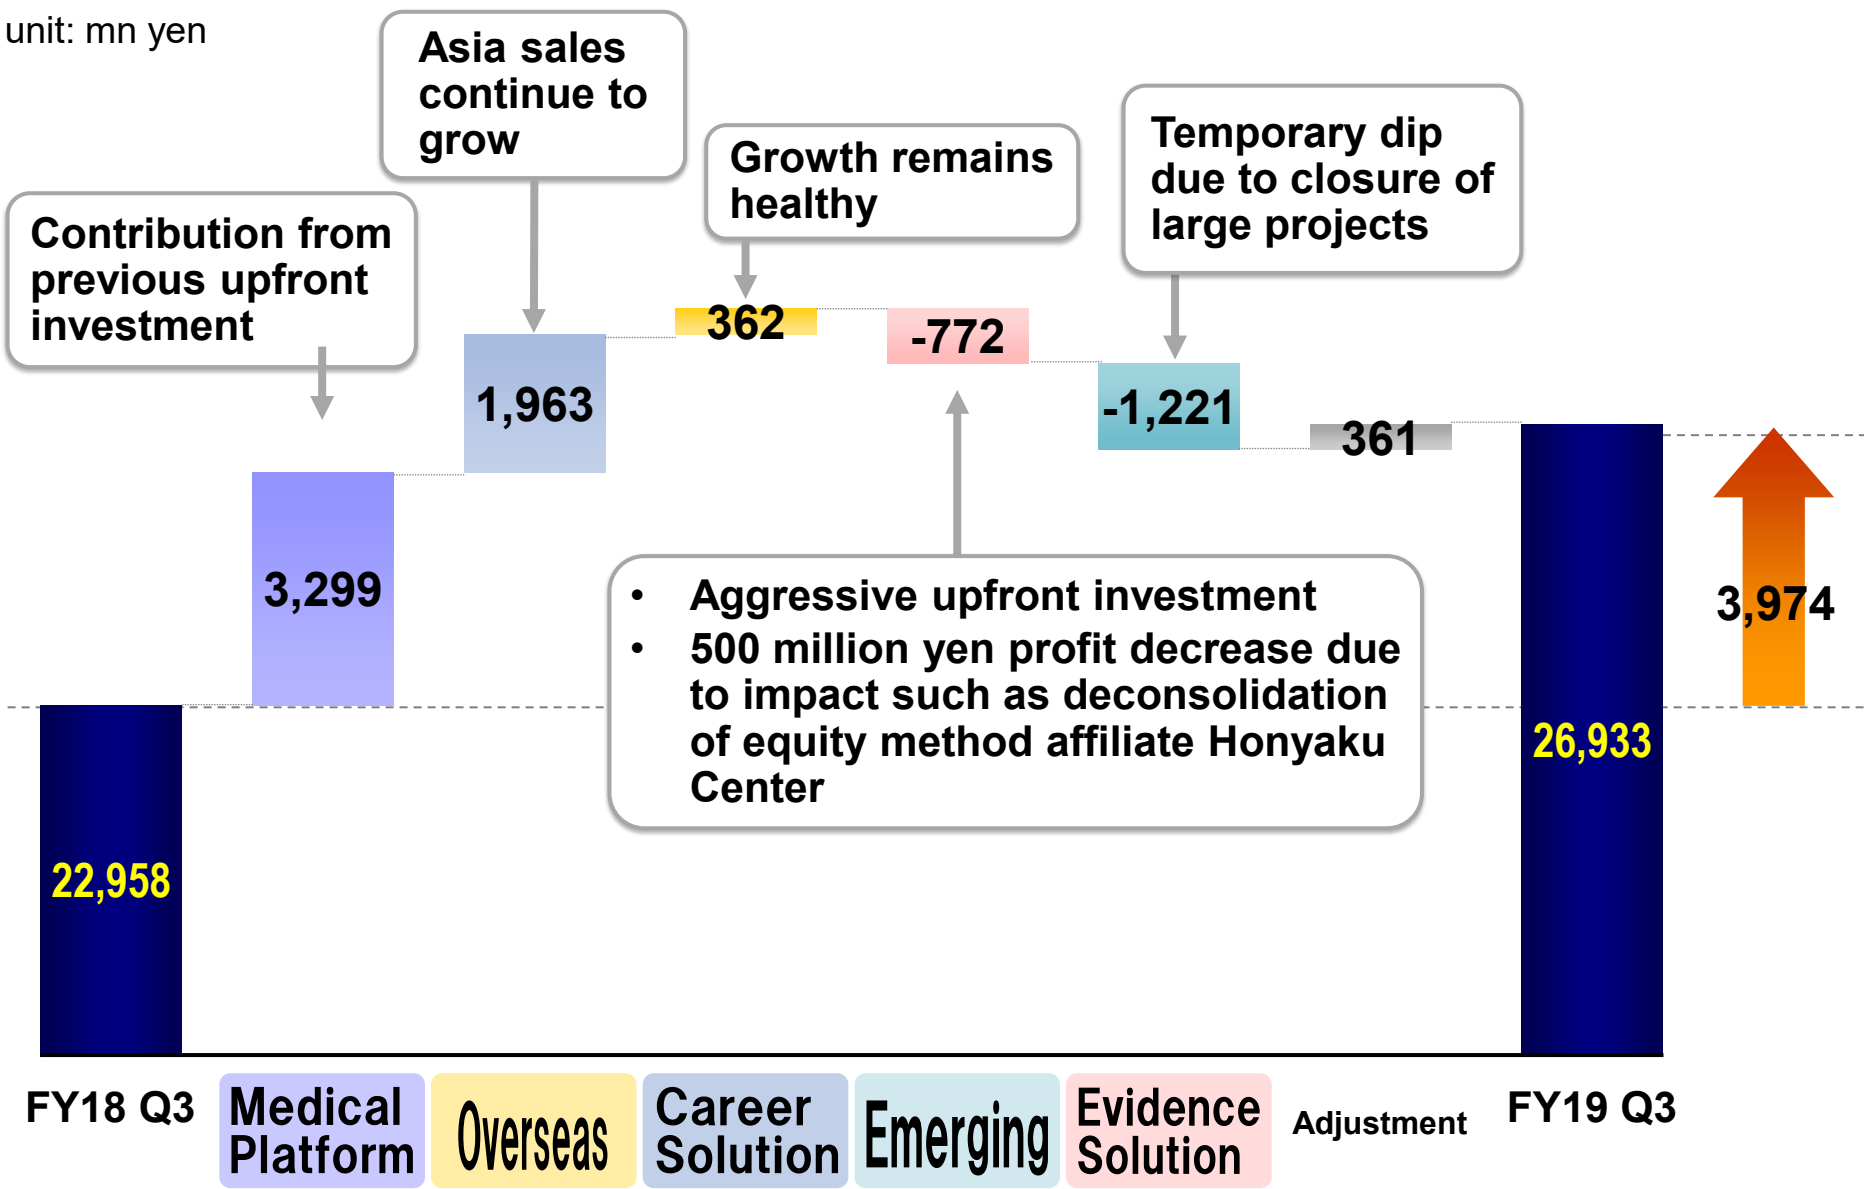 unit: mn yen
Asia sales
continue to
grow
Growth remains
healthy
Temporary dip
due to closure of
large projects
Contribution from
previous upfront
investment
362
-772
1,963
-1,221
361
3,299
3,974
• Aggressive upfront investment
• 500 million yen profit decrease due
to impact such as deconsolidation
of equity method affiliate Honyaku
Center
26,933
22,958
FY18 Q3
Medical
Platform
Overseas
Career
Solution
Emerging
Evidence
Solution
Adjustment
FY19 Q3